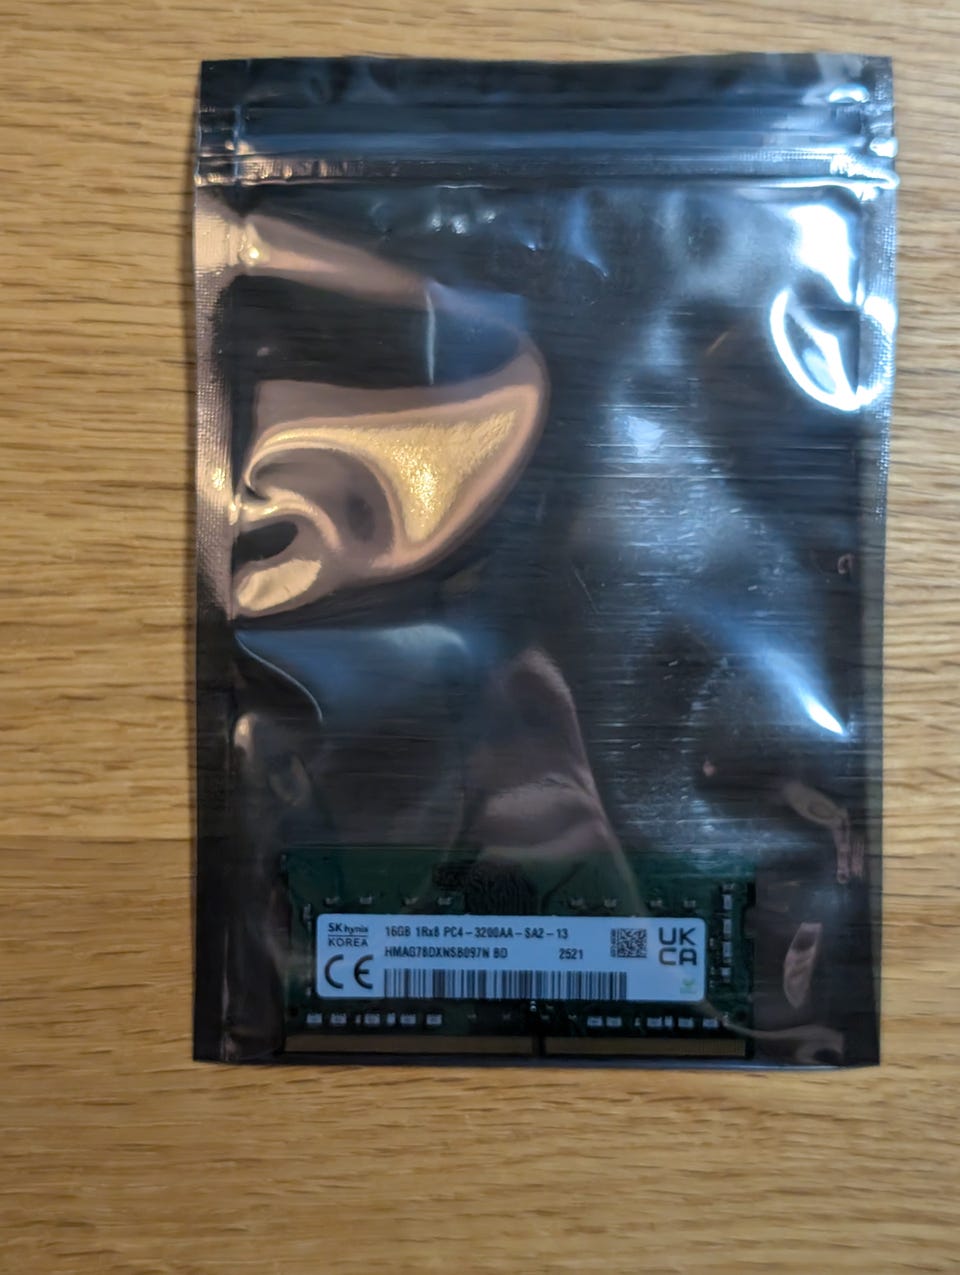 SK hynix
KOREA
CE
16GB 1Rx8 PC4-3200AA-SA2-13
HMAG78DXNSB097N BD 2521
UK
CA